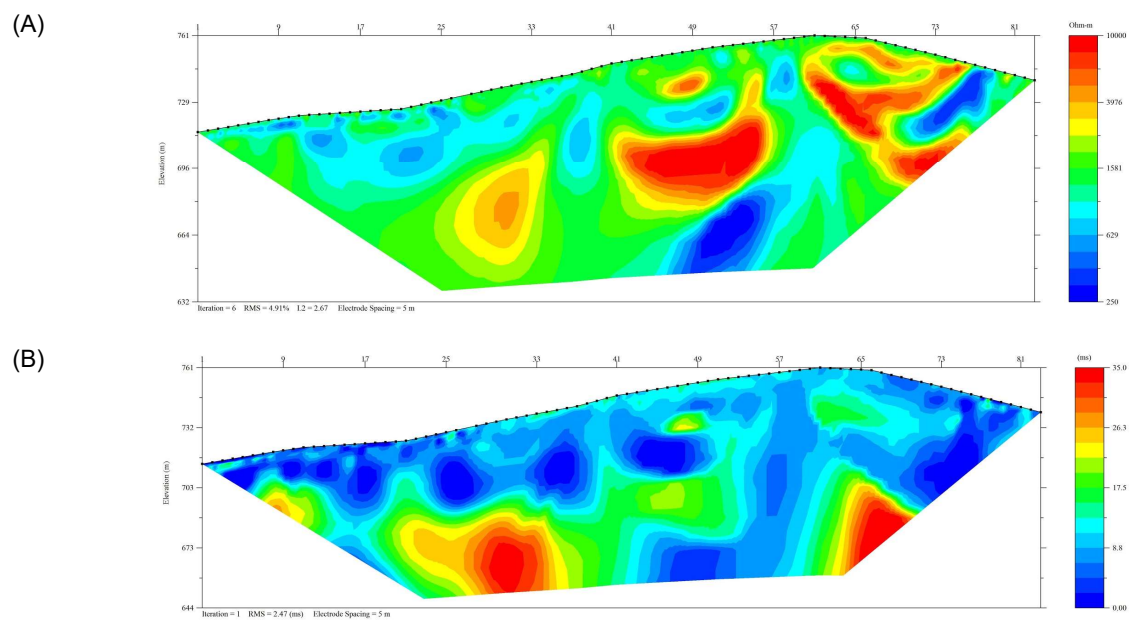 (A)
1 9 17 25 33 41 49 57 65 73 81
Ohm-m
761
729
696
664
632
Elevation (m)
10000
3976
1581
629
250
Iteration = 6 RMS = 4.91% L2 = 2.67 Electrode Spacing = 5 m
(B)
1 9 17 25 33 41 49 57 65 73 81
(ms)
761
732
703
673
644
Elevation (m)
35.0
26.3
17.5
8.8
0.00
Iteration = 1 RMS = 2.47 (ms) Electrode Spacing = 5 m